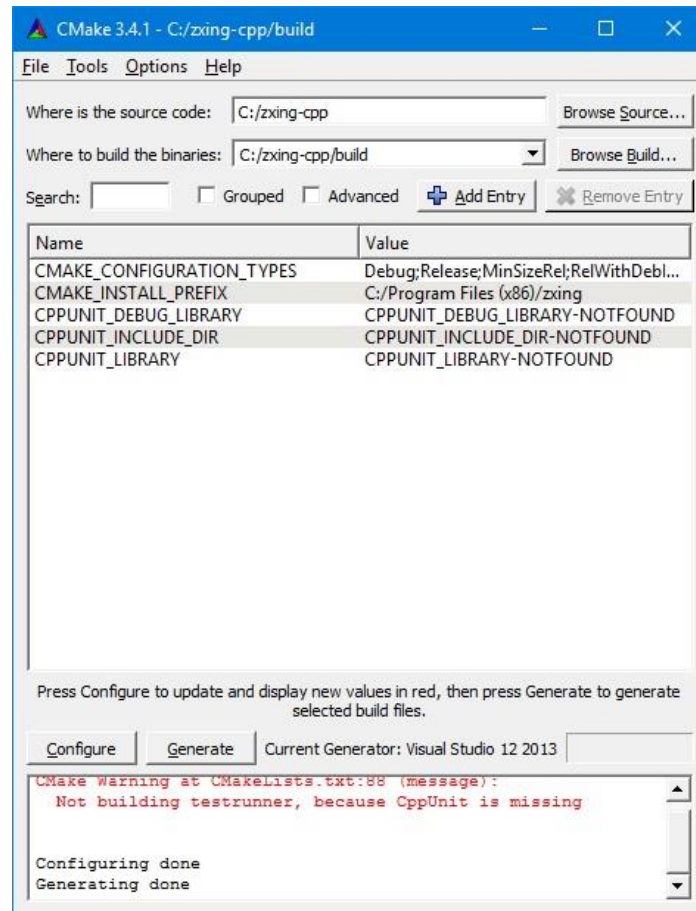 CMake 3.4.1 - C:/zxing-cpp/build
File Tools Options Help
Where is the source code: C:/zxing-cpp Browse Source...
Where to build the binaries: C:/zxing-cpp/build Browse Build...
Search: Grouped Advanced Add Entry Remove Entry
Name Value
CMAKE_CONFIGURATION_TYPES Debug;Release;MinSizeRel;RelWithDebI...
CMAKE_INSTALL_PREFIX C:/Program Files (x86)/zxing
CPPUNIT_DEBUG_LIBRARY CPPUNIT_DEBUG_LIBRARY-NOTFOUND
CPPUNIT_INCLUDE_DIR CPPUNIT_INCLUDE_DIR-NOTFOUND
CPPUNIT_LIBRARY CPPUNIT_LIBRARY-NOTFOUND
Press Configure to update and display new values in red, then press Generate to generate
selected build files.
Configure Generate Current Generator: Visual Studio 12 2013
CMake Warning at CMakeLists.txt:88 (message):
Not building testrunner, because CppUnit is missing
Configuring done
Generating done